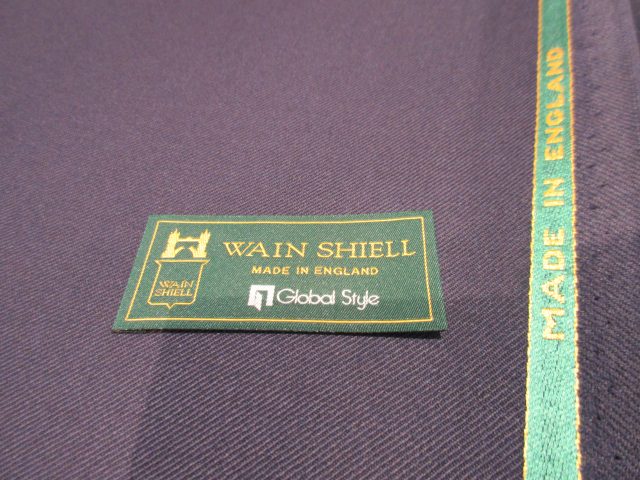 WAIN SHIELL
MADE IN ENGLAND
Global Style
WAIN
SHIELL
MADE IN ENGLAND